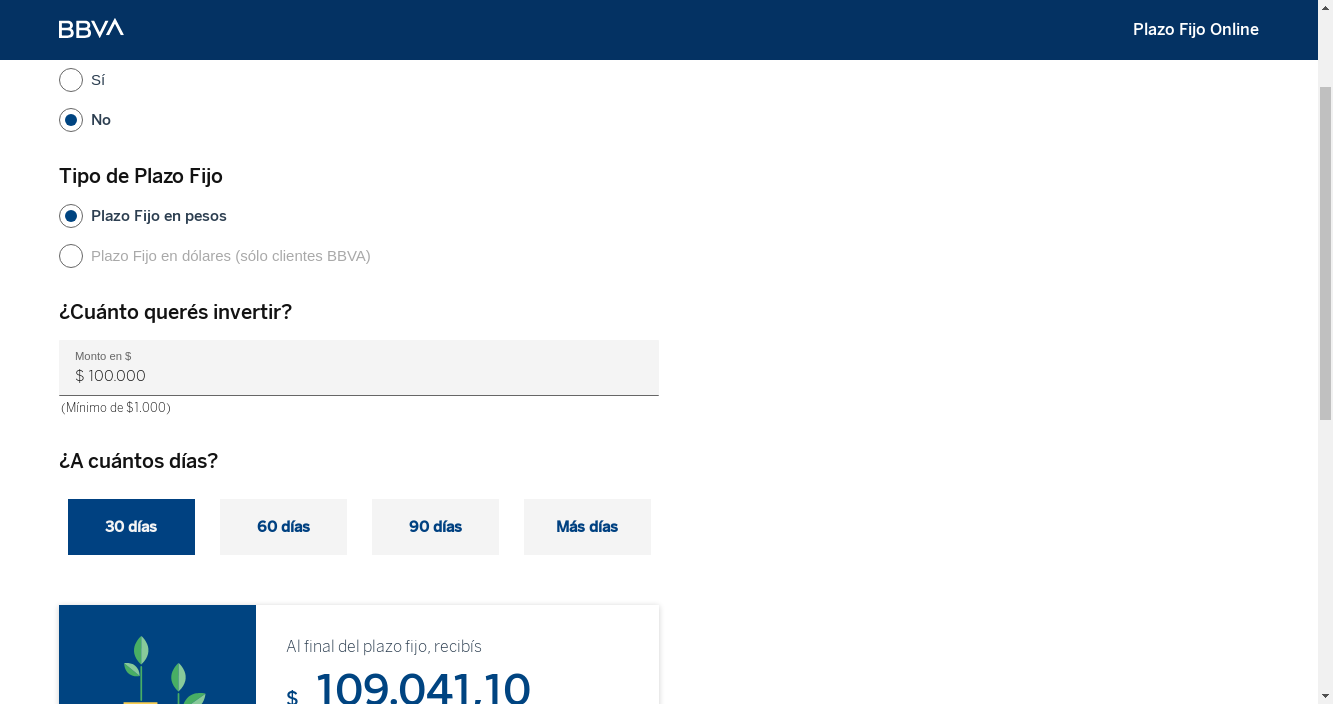 BBVA
Plazo Fijo Online
Sí
No
Tipo de Plazo Fijo
Plazo Fijo en pesos
Plazo Fijo en dólares (sólo clientes BBVA)
¿Cuánto querés invertir?
Monto en $
$ 100.000
(Mínimo de $1.000)
¿A cuántos días?
30 días 60 días 90 días Más días
Al final del plazo fijo, recibís
$ 109.041,10